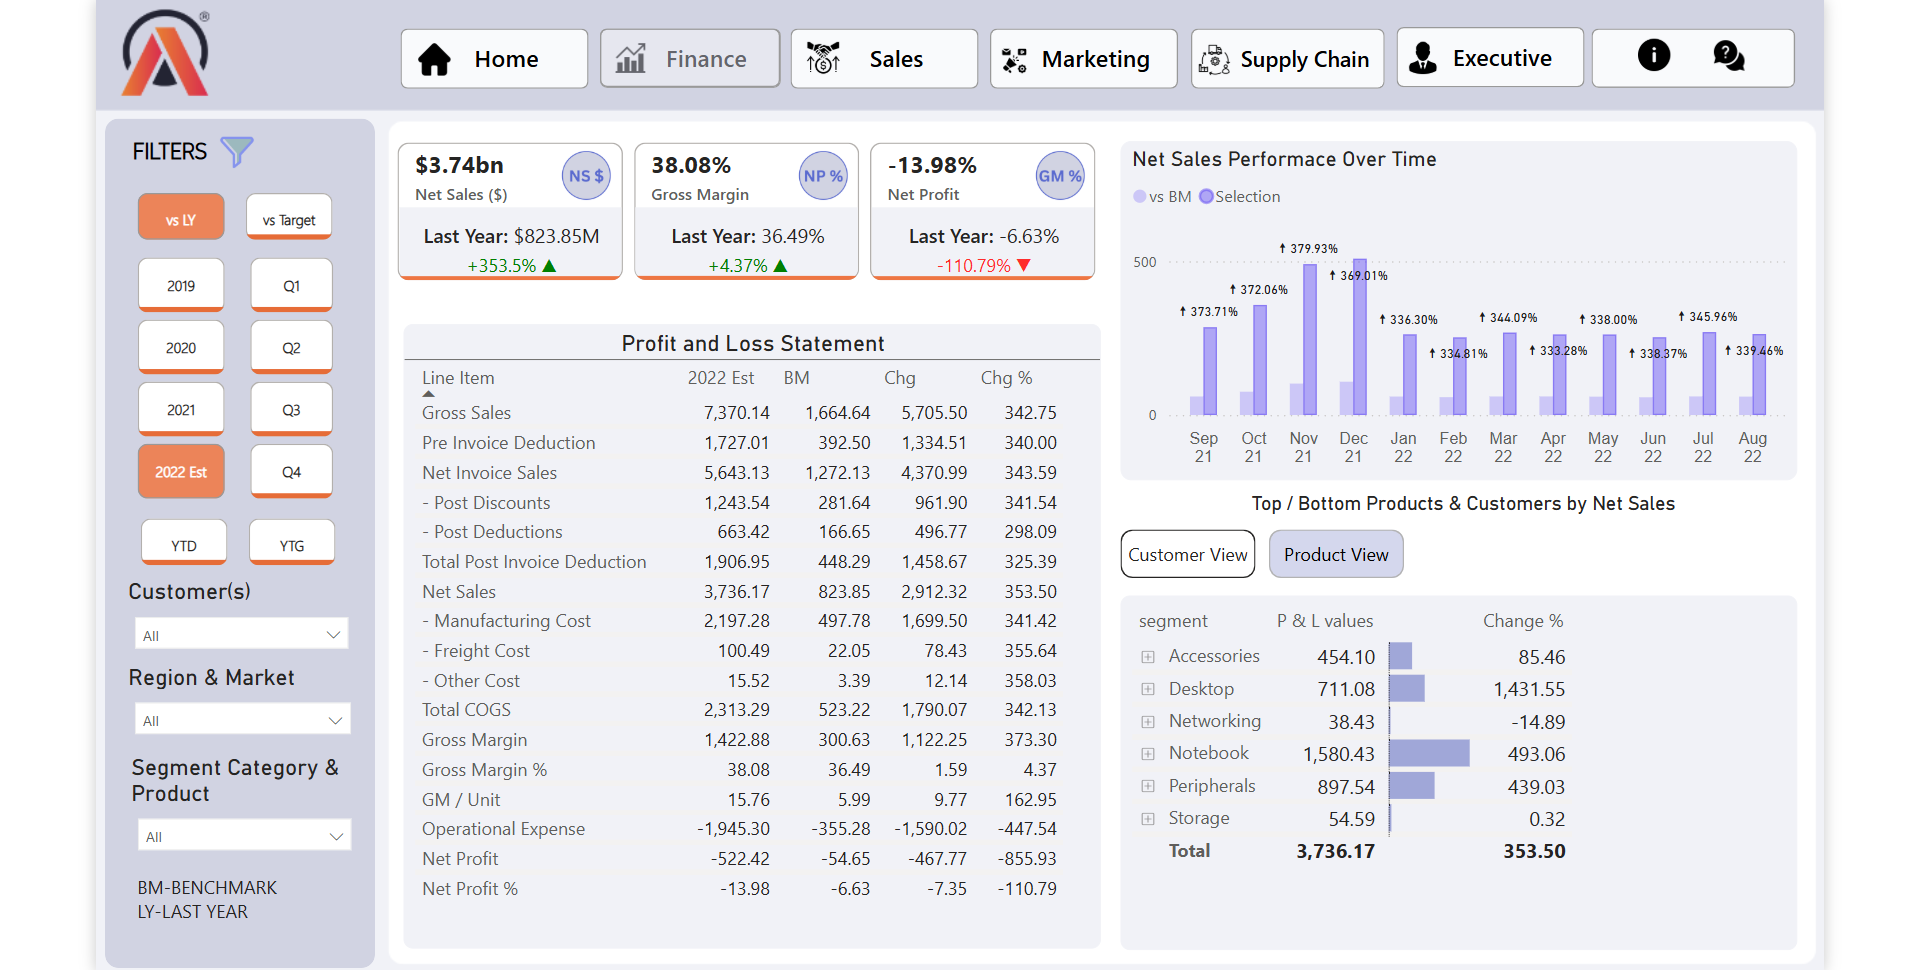 ®
Home
Finance
Sales
Marketing
Supply Chain
Executive
FILTERS
vs LY
vs Target
2019
Q1
2020
Q2
2021
Q3
2022 Est
Q4
YTD
YTG
Customer(s)
All
Region & Market
All
Segment Category &
Product
All
BM-BENCHMARK
LY-LAST YEAR
$3.74bn
NS $
Net Sales ($)
Last Year: $823.85M
+353.5%
38.08%
NP %
Gross Margin
Last Year: 36.49%
+4.37%
-13.98%
GM %
Net Profit
Last Year: -6.63%
-110.79%
Profit and Loss Statement
Line Item 2022 Est BM Chg Chg %
Gross Sales 7,370.14 1,664.64 5,705.50 342.75
Pre Invoice Deduction 1,727.01 392.50 1,334.51 340.00
Net Invoice Sales 5,643.13 1,272.13 4,370.99 343.59
- Post Discounts 1,243.54 281.64 961.90 341.54
- Post Deductions 663.42 166.65 496.77 298.09
Total Post Invoice Deduction 1,906.95 448.29 1,458.67 325.39
Net Sales 3,736.17 823.85 2,912.32 353.50
- Manufacturing Cost 2,197.28 497.78 1,699.50 341.42
- Freight Cost 100.49 22.05 78.43 355.64
- Other Cost 15.52 3.39 12.14 358.03
Total COGS 2,313.29 523.22 1,790.07 342.13
Gross Margin 1,422.88 300.63 1,122.25 373.30
Gross Margin % 38.08 36.49 1.59 4.37
GM / Unit 15.76 5.99 9.77 162.95
Operational Expense -1,945.30 -355.28 -1,590.02 -447.54
Net Profit -522.42 -54.65 -467.77 -855.93
Net Profit % -13.98 -6.63 -7.35 -110.79
Net Sales Performace Over Time
vs BM Selection
500
0
373.71%
372.06%
379.93%
369.01%
336.30%
334.81%
344.09%
333.28%
338.00%
338.37%
345.96%
339.46%
Sep Oct Nov Dec Jan Feb Mar Apr May Jun Jul Aug
21 21 21 21 22 22 22 22 22 22 22 22
Top / Bottom Products & Customers by Net Sales
Customer View
Product View
segment P & L values Change %
Accessories 454.10 85.46
Desktop 711.08 1,431.55
Networking 38.43 -14.89
Notebook 1,580.43 493.06
Peripherals 897.54 439.03
Storage 54.59 0.32
Total 3,736.17 353.50